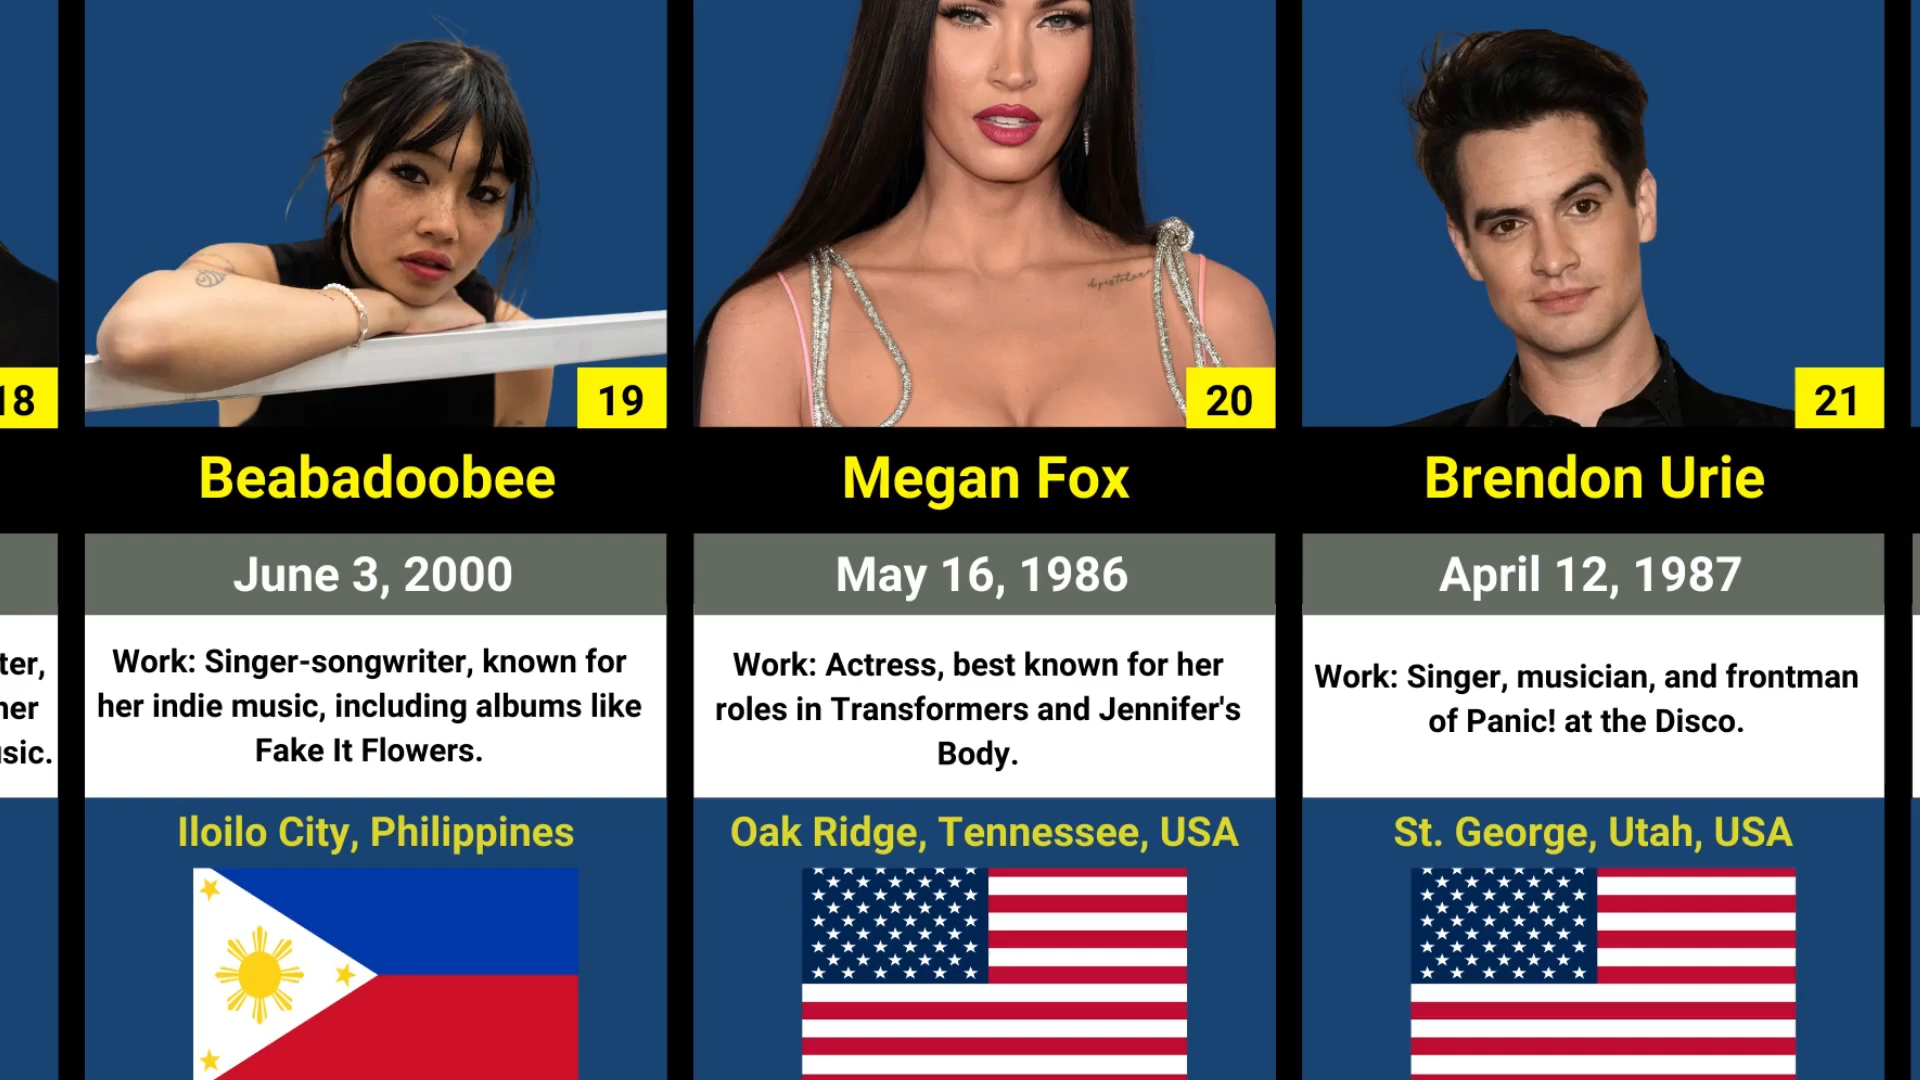 18
19
20
21
Beabadoobee
Megan Fox
Brendon Urie
June 3, 2000
May 16, 1986
April 12, 1987
ter,
her
sic.
Work: Singer-songwriter, known for
her indie music, including albums like
Fake It Flowers.
Work: Actress, best known for her
roles in Transformers and Jennifer's
Body.
Work: Singer, musician, and frontman
of Panic! at the Disco.
Iloilo City, Philippines
Oak Ridge, Tennessee, USA
St. George, Utah, USA